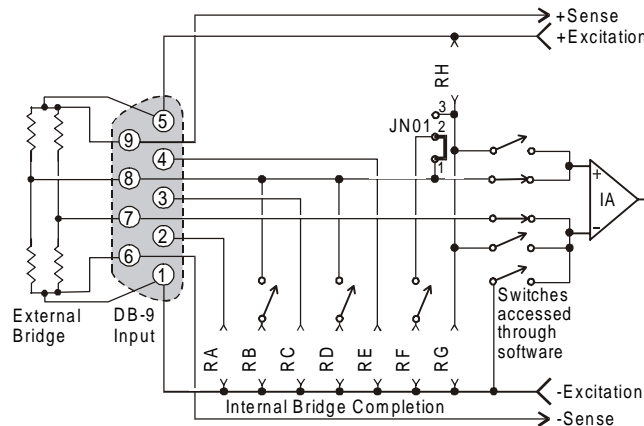 +Sense
+Excitation
RH
5
3
JN01
2
9
4
1
+
8
IA
3
7
-
2
6
1
External
Bridge
DB-9
Input
RA
RB
RC
RD
RE
RF
RG
Switches
accessed
through
software
Internal Bridge Completion
-Excitation
-Sense